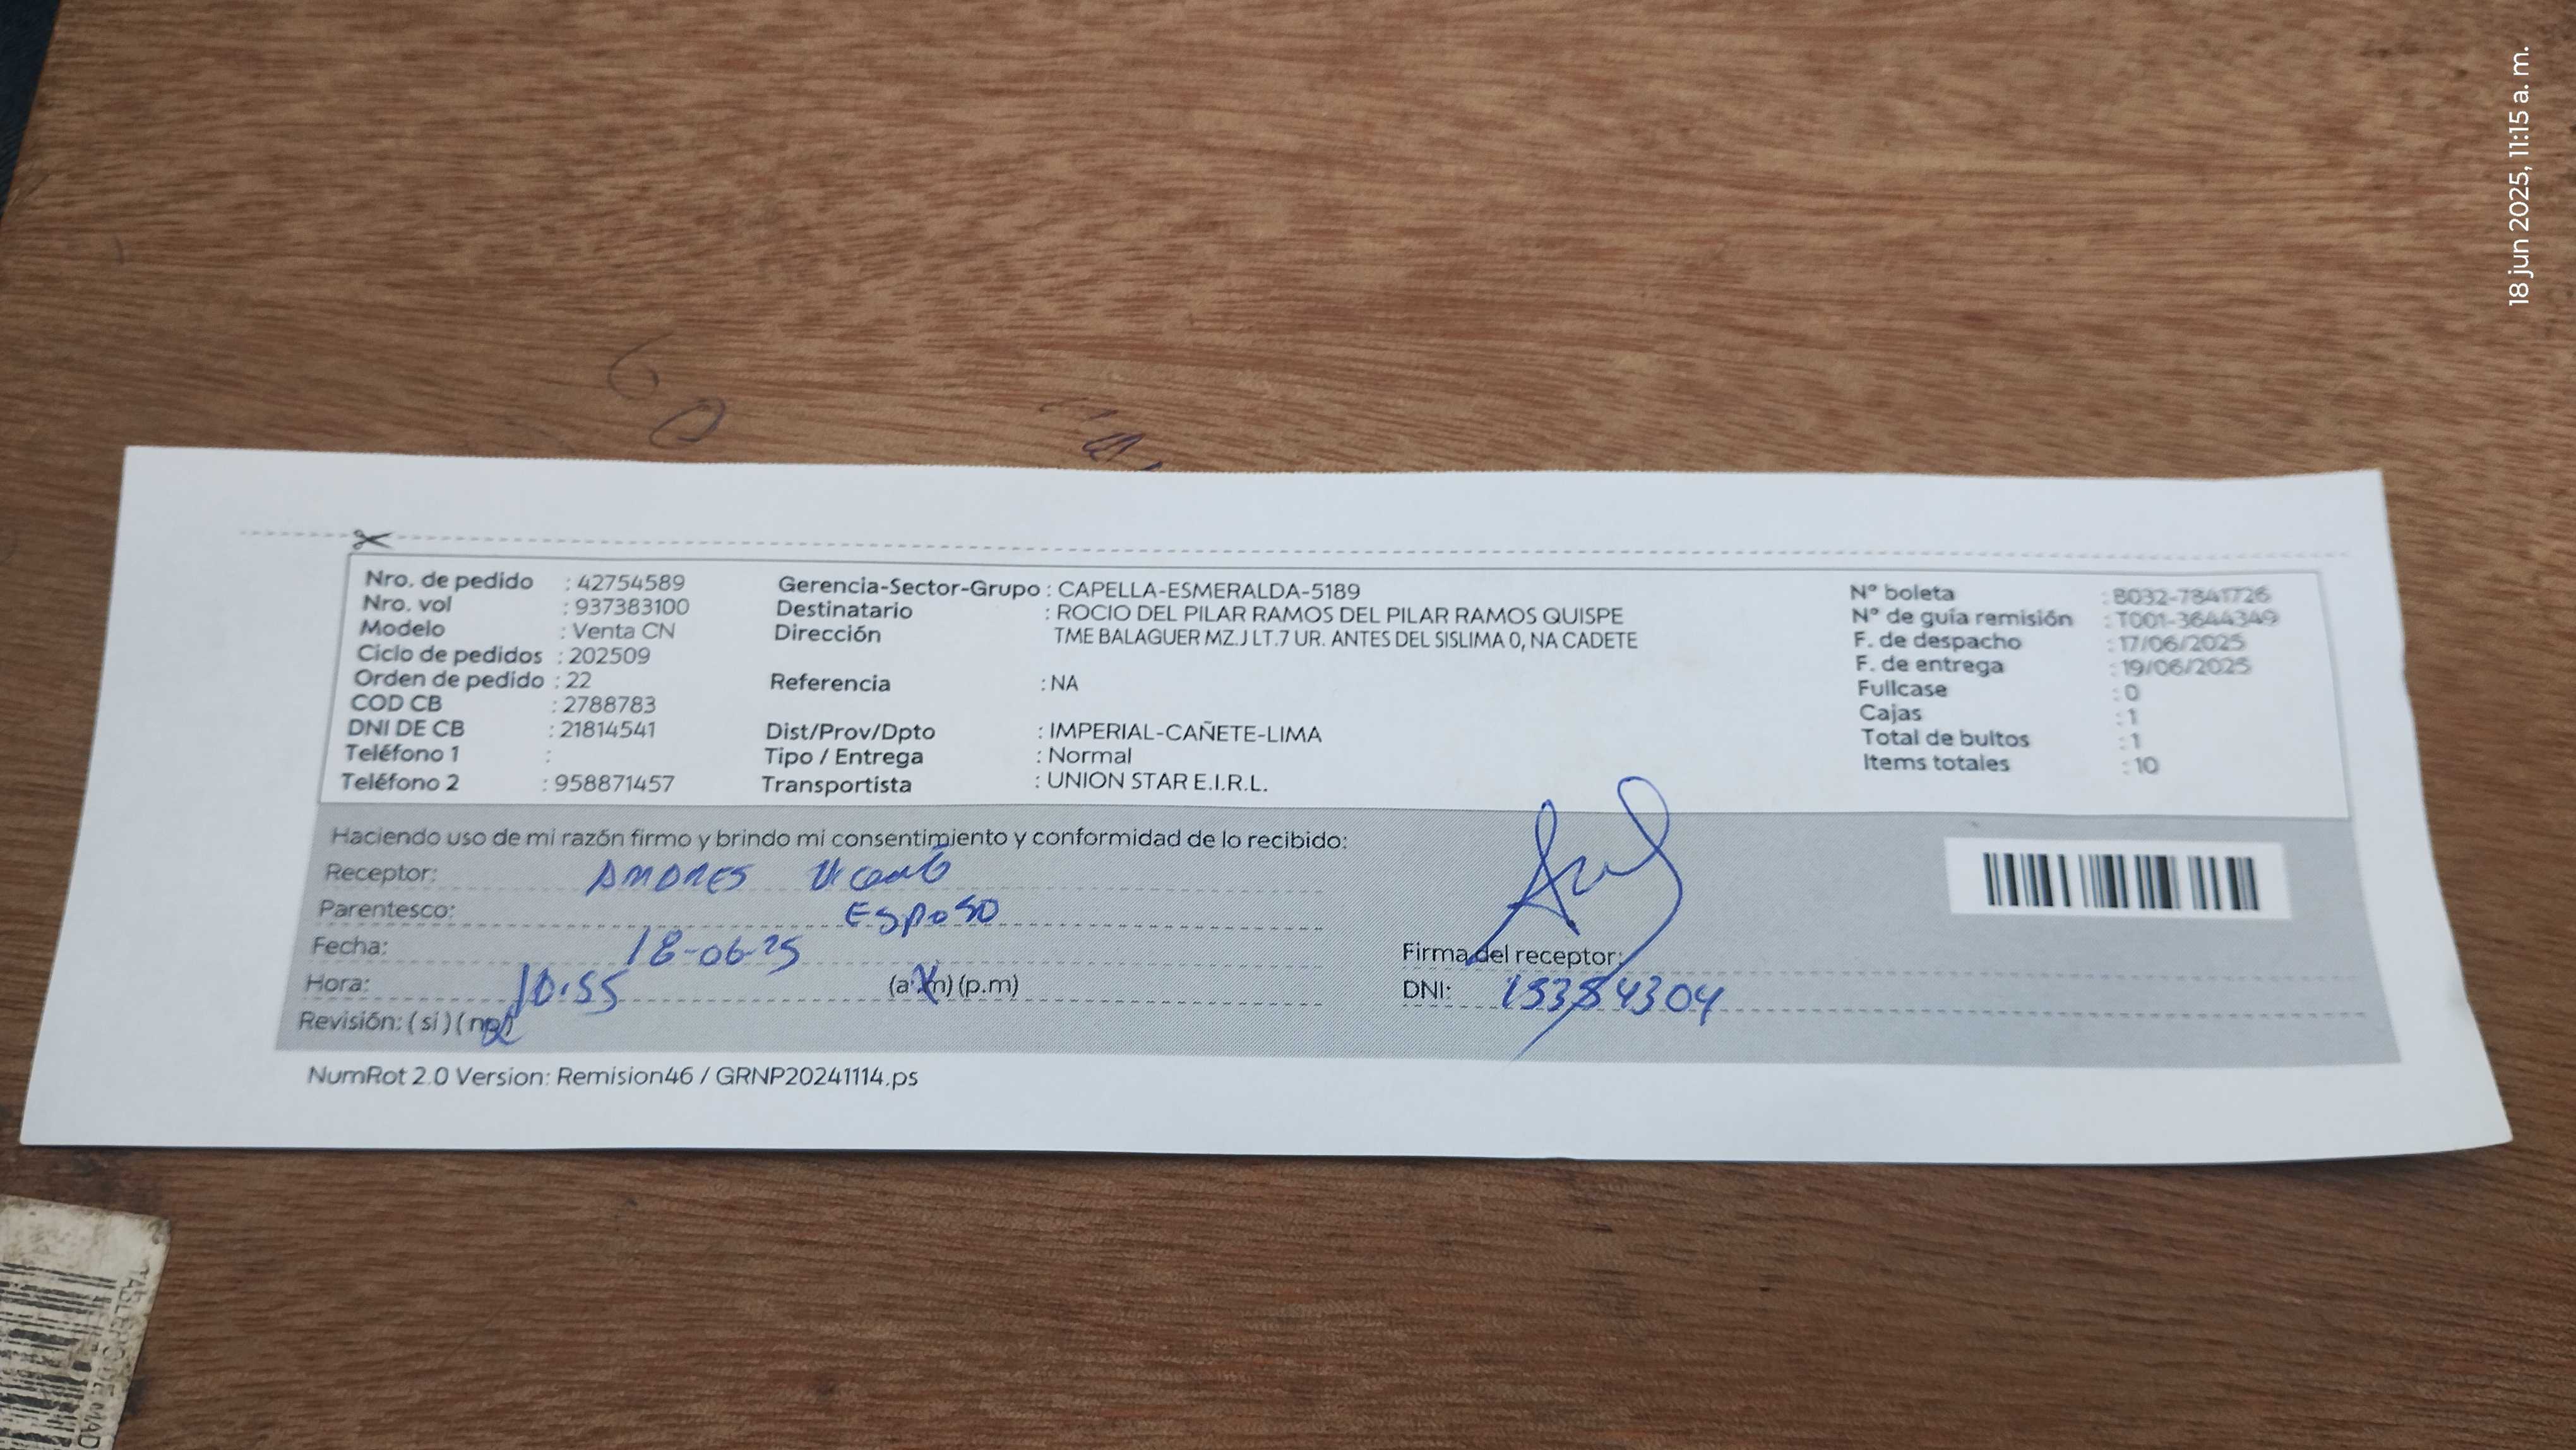 18 jun 2025, 11:15 a. m.
Nro. de pedido : 42754589
Nro. vol : 937383100
Modelo : Venta CN
Ciclo de pedidos : 202509
Orden de pedido : 22
COD CB : 2788783
DNI DE CB : 21814541
Teléfono 1 :
Teléfono 2 : 958871457
Gerencia-Sector-Grupo : CAPELLA-ESMERALDA-5189
Destinatario : ROCIO DEL PILAR RAMOS DEL PILAR RAMOS QUISPE
Dirección TME BALAGUER MZ.J LT.7 UR. ANTES DEL SISLIMA 0, NA CADETE
Referencia : NA
Dist/Prov/Dpto : IMPERIAL-CAÑETE-LIMA
Tipo / Entrega : Normal
Transportista : UNION STAR E.I.R.L.
Nº boleta : B032-7841726
Nº de guía remisión : T001-3644349
F. de despacho : 17/06/2025
F. de entrega : 19/06/2025
Fullcase : 0
Cajas : 1
Total de bultos : 1
Items totales : 10
Haciendo uso de mi razón firmo y brindo mi consentimiento y conformidad de lo recibido:
Receptor: ANDRES Vicente
Parentesco: Esposo
Fecha: 18-06-25
Hora: 10:55 (a.m) (p.m)
Revisión: (si) (no)
Firma del receptor:
DNI: 15384304
NumRot 2.0 Version: Remision46 / GRNP20241114.ps